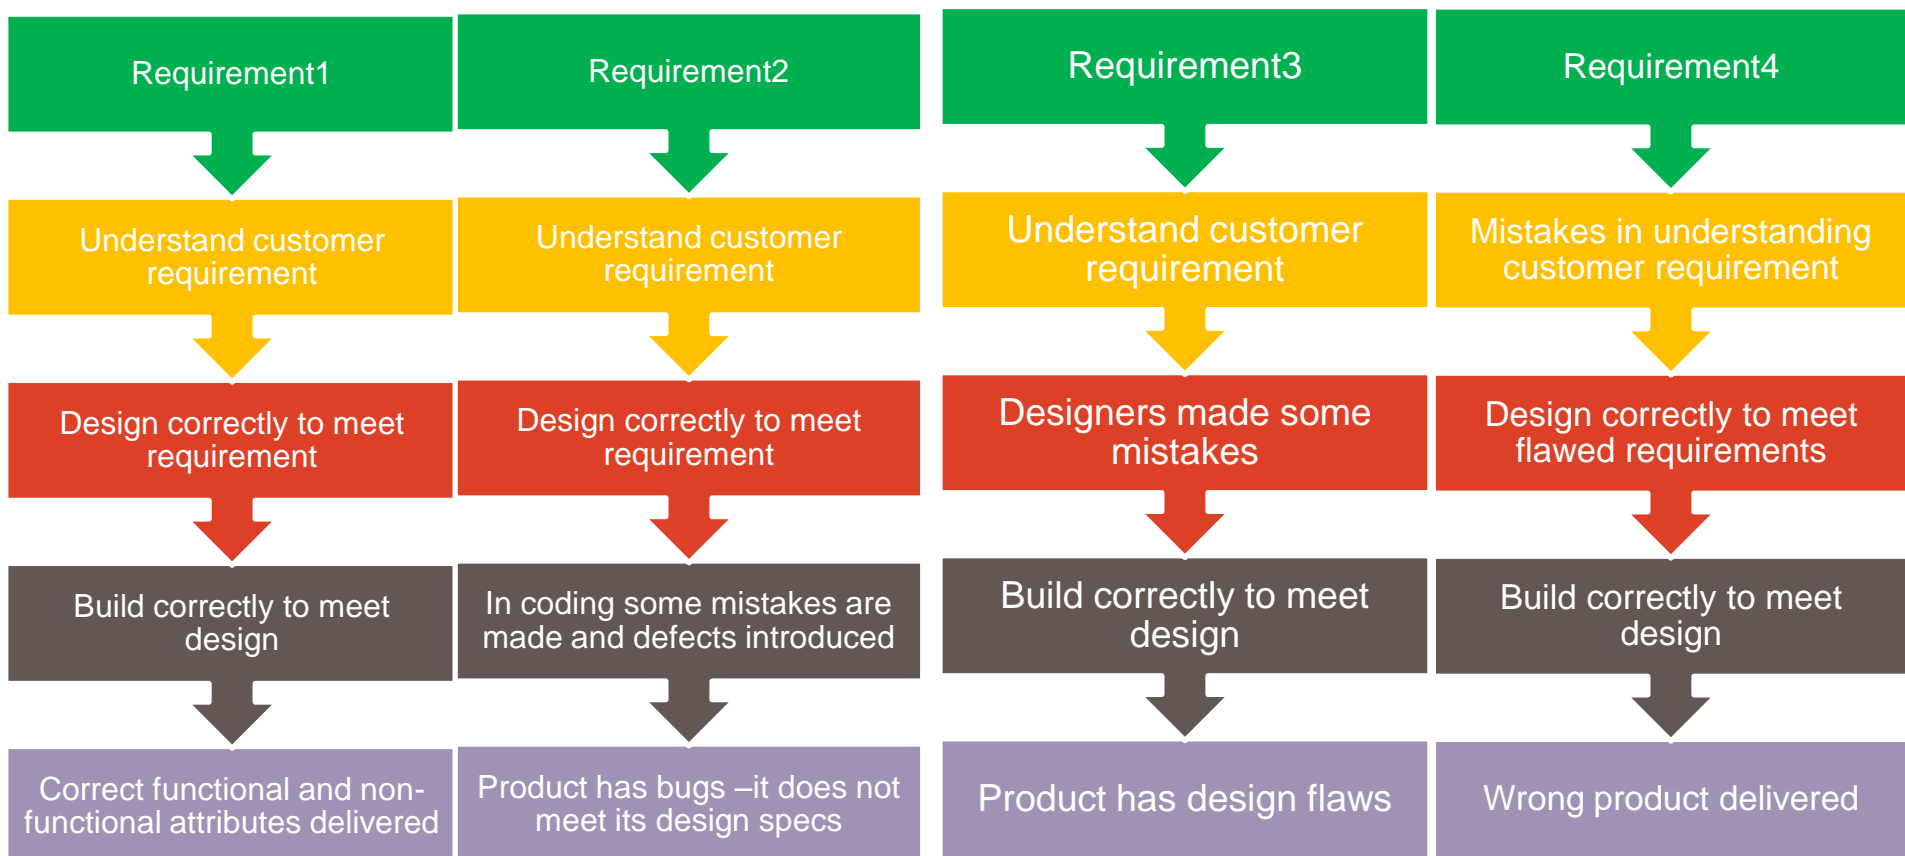 Requirement1
Understand customer
requirement
Design correctly to meet
requirement
Build correctly to meet
design
Correct functional and non-
functional attributes delivered
Requirement2
Understand customer
requirement
Design correctly to meet
requirement
In coding some mistakes are
made and defects introduced
Product has bugs –it does not
meet its design specs
Requirement3
Understand customer
requirement
Designers made some
mistakes
Build correctly to meet
design
Product has design flaws
Requirement4
Mistakes in understanding
customer requirement
Design correctly to meet
flawed requirements
Build correctly to meet
design
Wrong product delivered